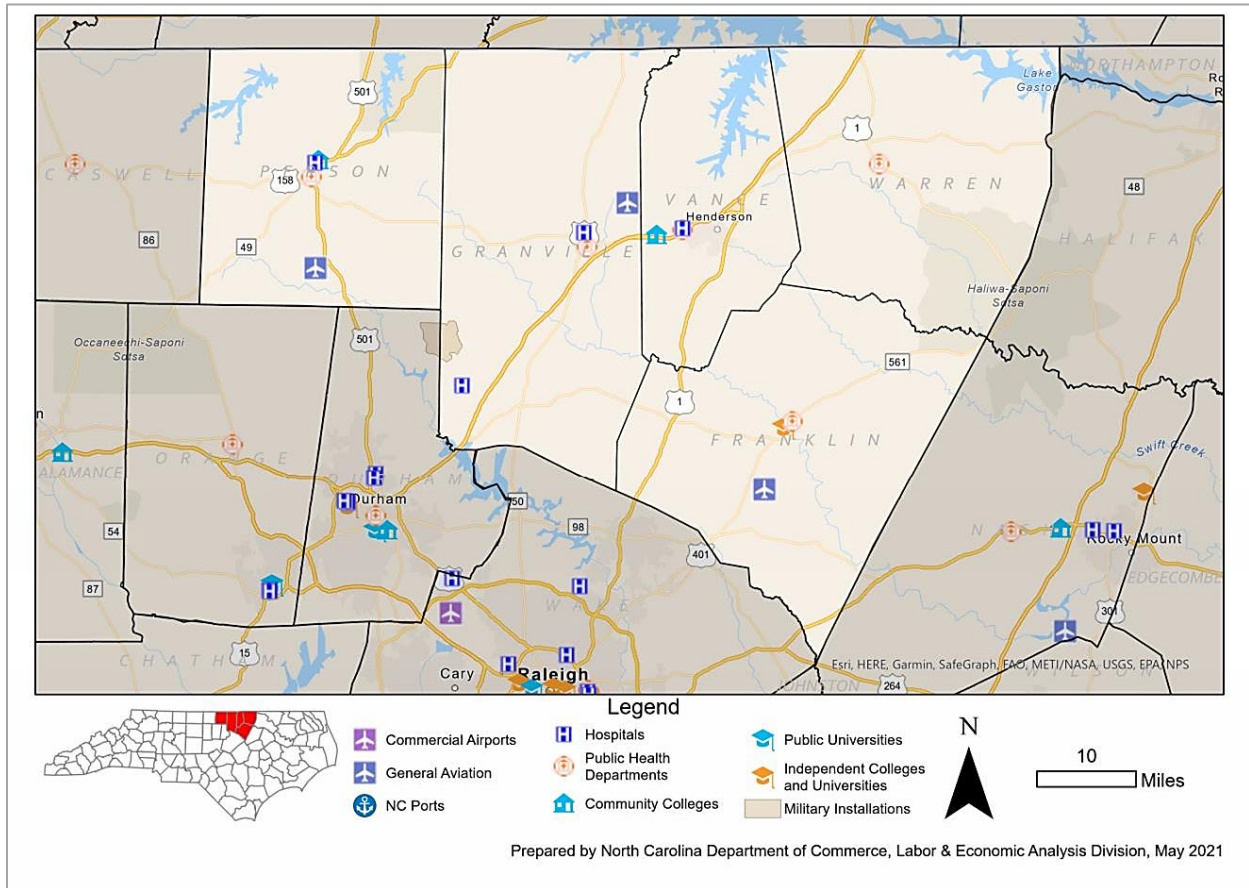 501
NORTHAMPTON
Lake
Gaston
Ro
R
1
CASWELL
PERSON
158
WARREN
48
VANCE
Henderson
HALIFAX
86
49
GRANVILLE
Haliwa-Saponi
Sdtsa
Occaneechi-Saponi
Sdtsa
501
561
1
FRANKLIN
n
ALAMANCE
ORANGE
DURHAM
Swift Creek
Durham
50
98
54
NASH
Rocky Mount
401
87
WAKE
EDGECOMBE
301
15
CHATHAM
Esri, HERE, Garmin, SafeGraph, FAO, METI/NASA, USGS, EPA, NPS
Cary
Raleigh
JOHNSTON
264
WILSON
Legend
Commercial Airports
General Aviation
NC Ports
Hospitals
Public Health
Departments
Community Colleges
Public Universities
Independent Colleges
and Universities
Military Installations
N
10
Miles
Prepared by North Carolina Department of Commerce, Labor & Economic Analysis Division, May 2021